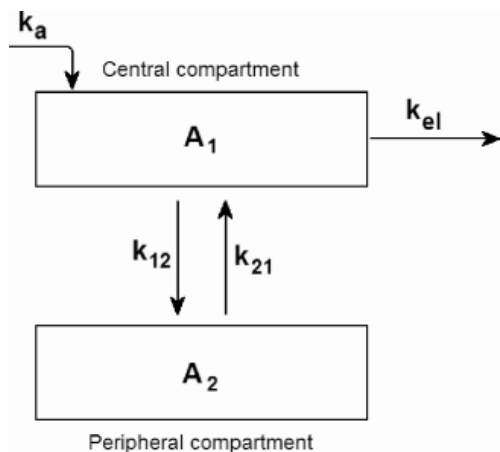 ka
Central compartment
A1
kel
k12
k21
A2
Peripheral compartment